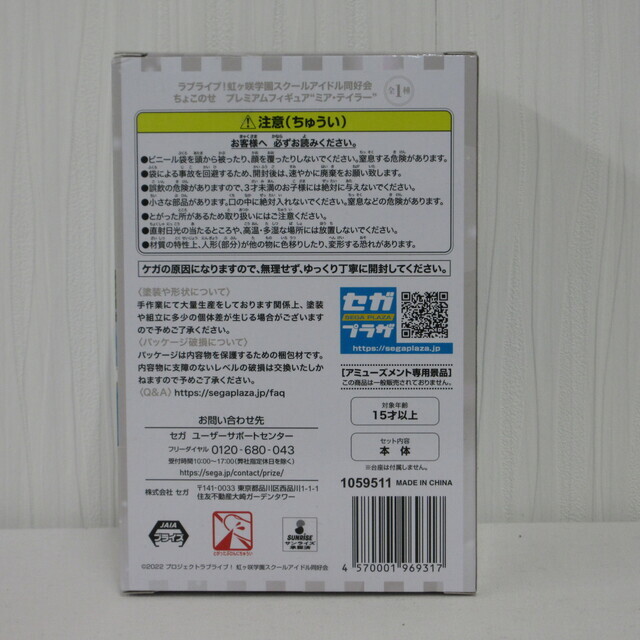 ラブライブ！虹ヶ咲学園スクールアイドル同好会
ちょこのせ プレミアムフィギュア"ミア・テイラー"
全1種
注意（ちゅうい）
お客様へ 必ずお読みください。
●ビニール袋を頭から被ったり、顔を覆ったりしないでください。窒息する危険があります。
●袋による事故を回避するため、開封後は、速やかに廃棄をお願い致します。
●誤飲の危険がありますので、3才未満のお子様には絶対に与えないでください。
●小さな部品があります。口の中に絶対入れないでください。窒息などの危険があります。
●とがった所があるため取り扱いにはご注意ください。
●直射日光の当たるところや、高温・多湿な場所には放置しないでください。
●材質の特性上、人形（部分）が他の物に色移りしたり、変形する恐れがあります。
ケガの原因になりますので、無理せず、ゆっくり丁寧に開封してください。
〈塗装や形状について〉
手作業にて大量生産をしております関係上、塗装
や組立に多少の個体差が生じる場合がございます
ので予めご了承ください。
〈パッケージ破損について〉
パッケージは内容物を保護するための梱包材です。
内容物に支障のないレベルの破損は交換いたしか
ねますので予めご了承ください。
〈Q&A〉https://segaplaza.jp/faq
セガ
SEGA PLAZA
プラザ
https://segaplaza.jp
【アミューズメント専用景品】
この商品は一般販売されておりません。
対象年齢
15才以上
セット内容
本 体
※台座は付属しません。
お問い合わせ先
セガ ユーザーサポートセンター
フリーダイヤル 0120-680-043
受付時間10:00～17:00（弊社指定休日を除く）
https://sega.jp/contact/prize/
株式会社 セガ 〒141-0033 東京都品川区西品川1-1-1
住友不動産大崎ガーデンタワー
1059511 MADE IN CHINA
JAIA
プライズ
とがってるびんにちゅうい
SUNRISE
サンライズ
承認済
©2022 プロジェクトラブライブ！虹ヶ咲学園スクールアイドル同好会
4 570001 969317